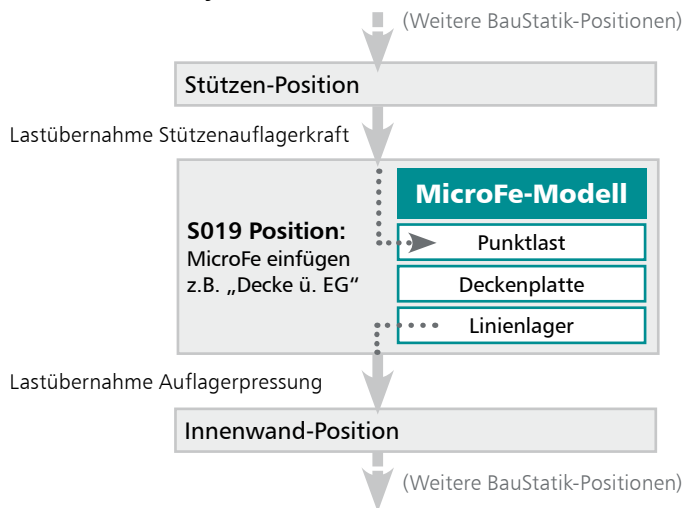 (Weitere BauStatik-Positionen)
Stützen-Position
Lastübernahme Stützenauflagerkraft
MicroFe-Modell
S019 Position:
MicroFe einfügen
z.B. „Decke ü. EG“
Punktlast
Deckenplatte
Linienlager
Lastübernahme Auflagerpressung
Innenwand-Position
(Weitere BauStatik-Positionen)